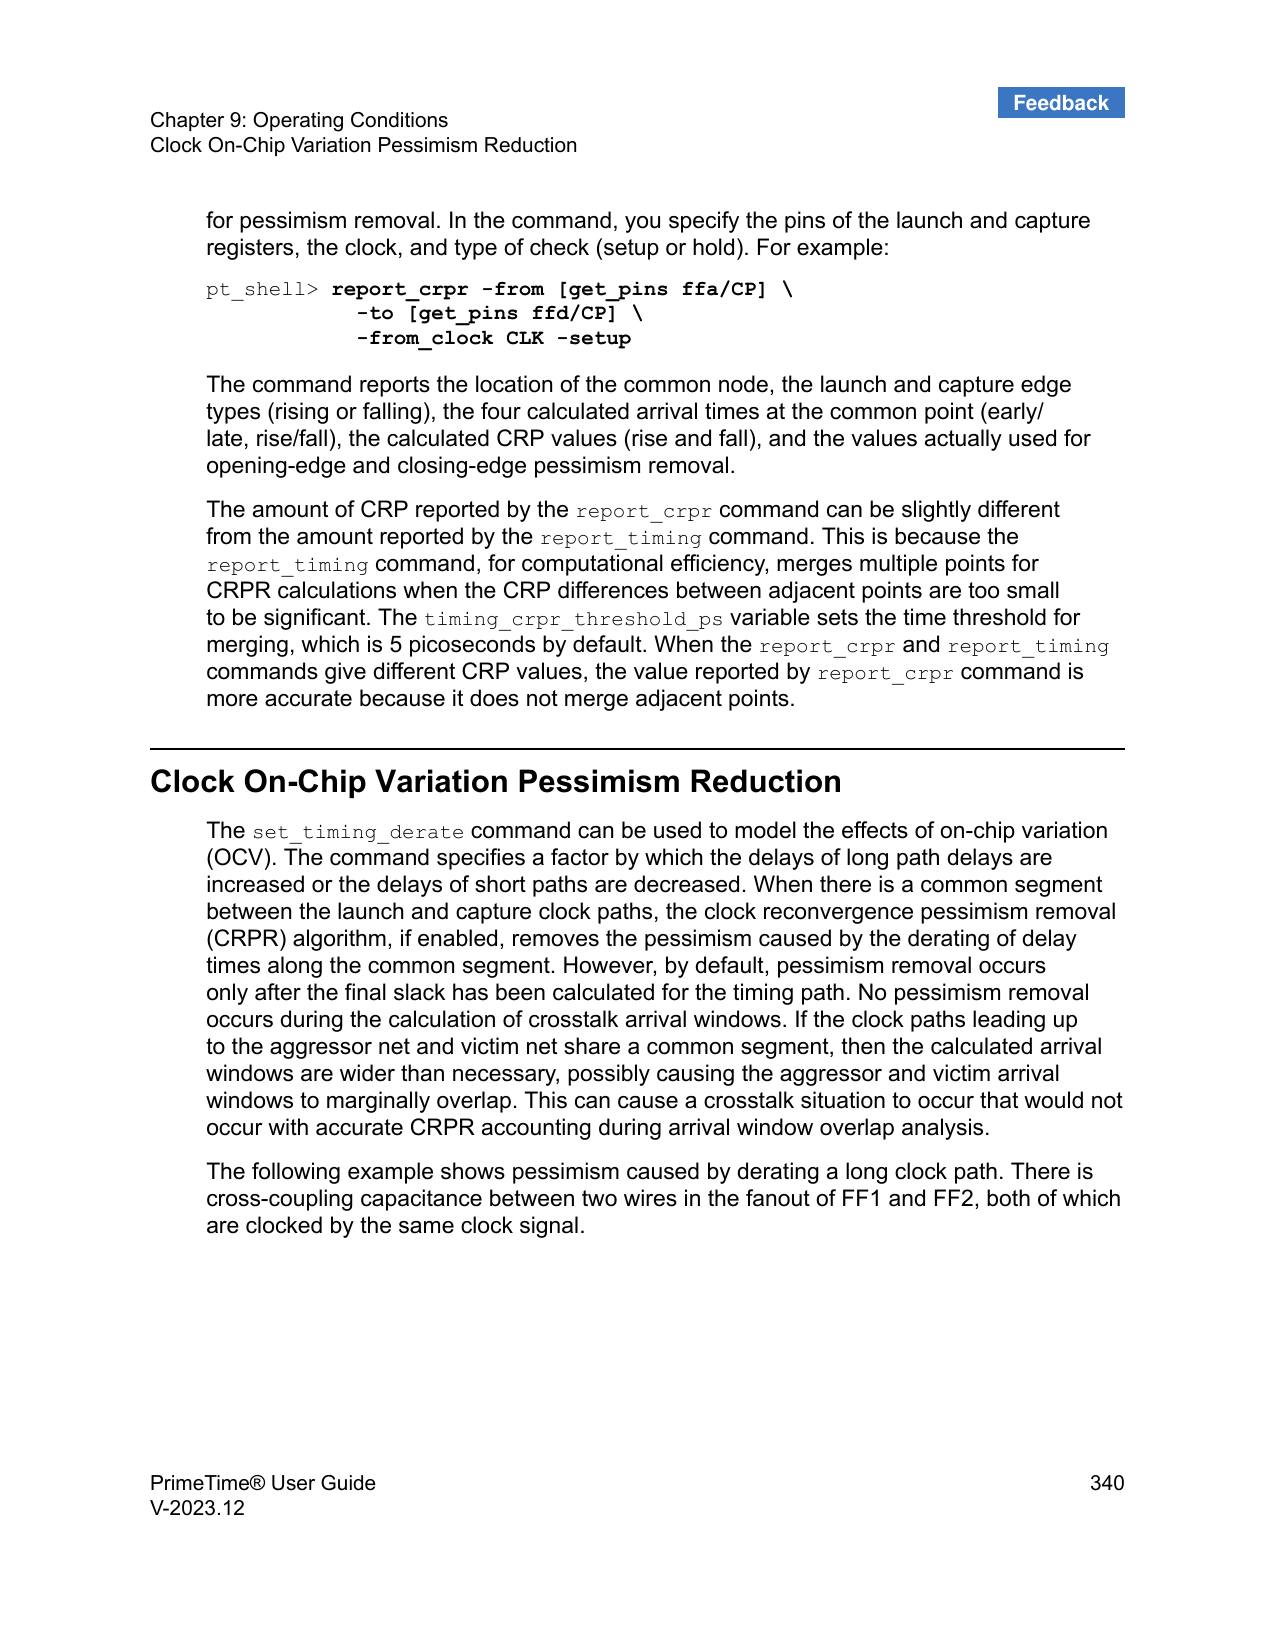 Feedback
Chapter 9: Operating Conditions
Clock On-Chip Variation Pessimism Reduction
for pessimism removal. In the command, you specify the pins of the launch and capture
registers, the clock, and type of check (setup or hold). For example:
pt_shell> report_crpr -from [get_pins ffa/CP] \
-to [get_pins ffd/CP] \
-from_clock CLK -setup
The command reports the location of the common node, the launch and capture edge
types (rising or falling), the four calculated arrival times at the common point (early/
late, rise/fall), the calculated CRP values (rise and fall), and the values actually used for
opening-edge and closing-edge pessimism removal.
The amount of CRP reported by the report_crpr command can be slightly different
from the amount reported by the report_timing command. This is because the
report_timing command, for computational efficiency, merges multiple points for
CRPR calculations when the CRP differences between adjacent points are too small
to be significant. The timing_crpr_threshold_ps variable sets the time threshold for
merging, which is 5 picoseconds by default. When the report_crpr and report_timing
commands give different CRP values, the value reported by report_crpr command is
more accurate because it does not merge adjacent points.
Clock On-Chip Variation Pessimism Reduction
The set_timing_derate command can be used to model the effects of on-chip variation
(OCV). The command specifies a factor by which the delays of long path delays are
increased or the delays of short paths are decreased. When there is a common segment
between the launch and capture clock paths, the clock reconvergence pessimism removal
(CRPR) algorithm, if enabled, removes the pessimism caused by the derating of delay
times along the common segment. However, by default, pessimism removal occurs
only after the final slack has been calculated for the timing path. No pessimism removal
occurs during the calculation of crosstalk arrival windows. If the clock paths leading up
to the aggressor net and victim net share a common segment, then the calculated arrival
windows are wider than necessary, possibly causing the aggressor and victim arrival
windows to marginally overlap. This can cause a crosstalk situation to occur that would not
occur with accurate CRPR accounting during arrival window overlap analysis.
The following example shows pessimism caused by derating a long clock path. There is
cross-coupling capacitance between two wires in the fanout of FF1 and FF2, both of which
are clocked by the same clock signal.
PrimeTime® User Guide
340
V-2023.12